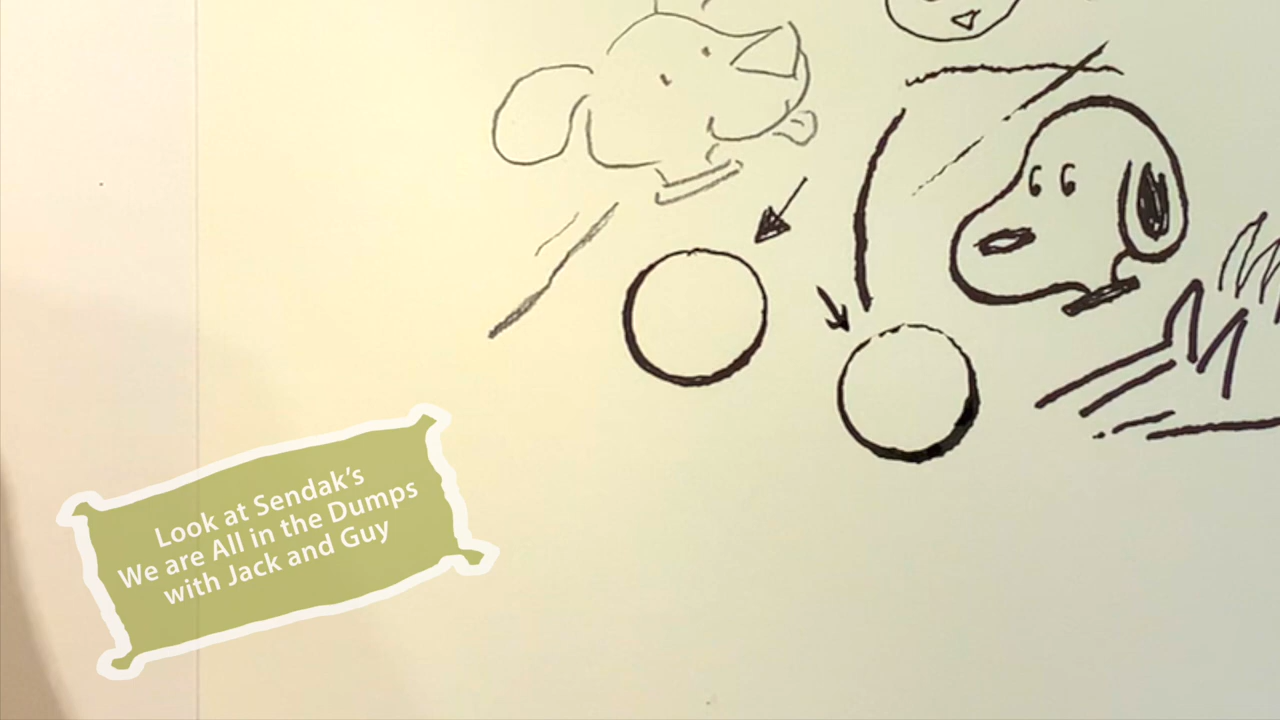 Look at Sendak’s
We are All in the Dumps
with Jack and Guy